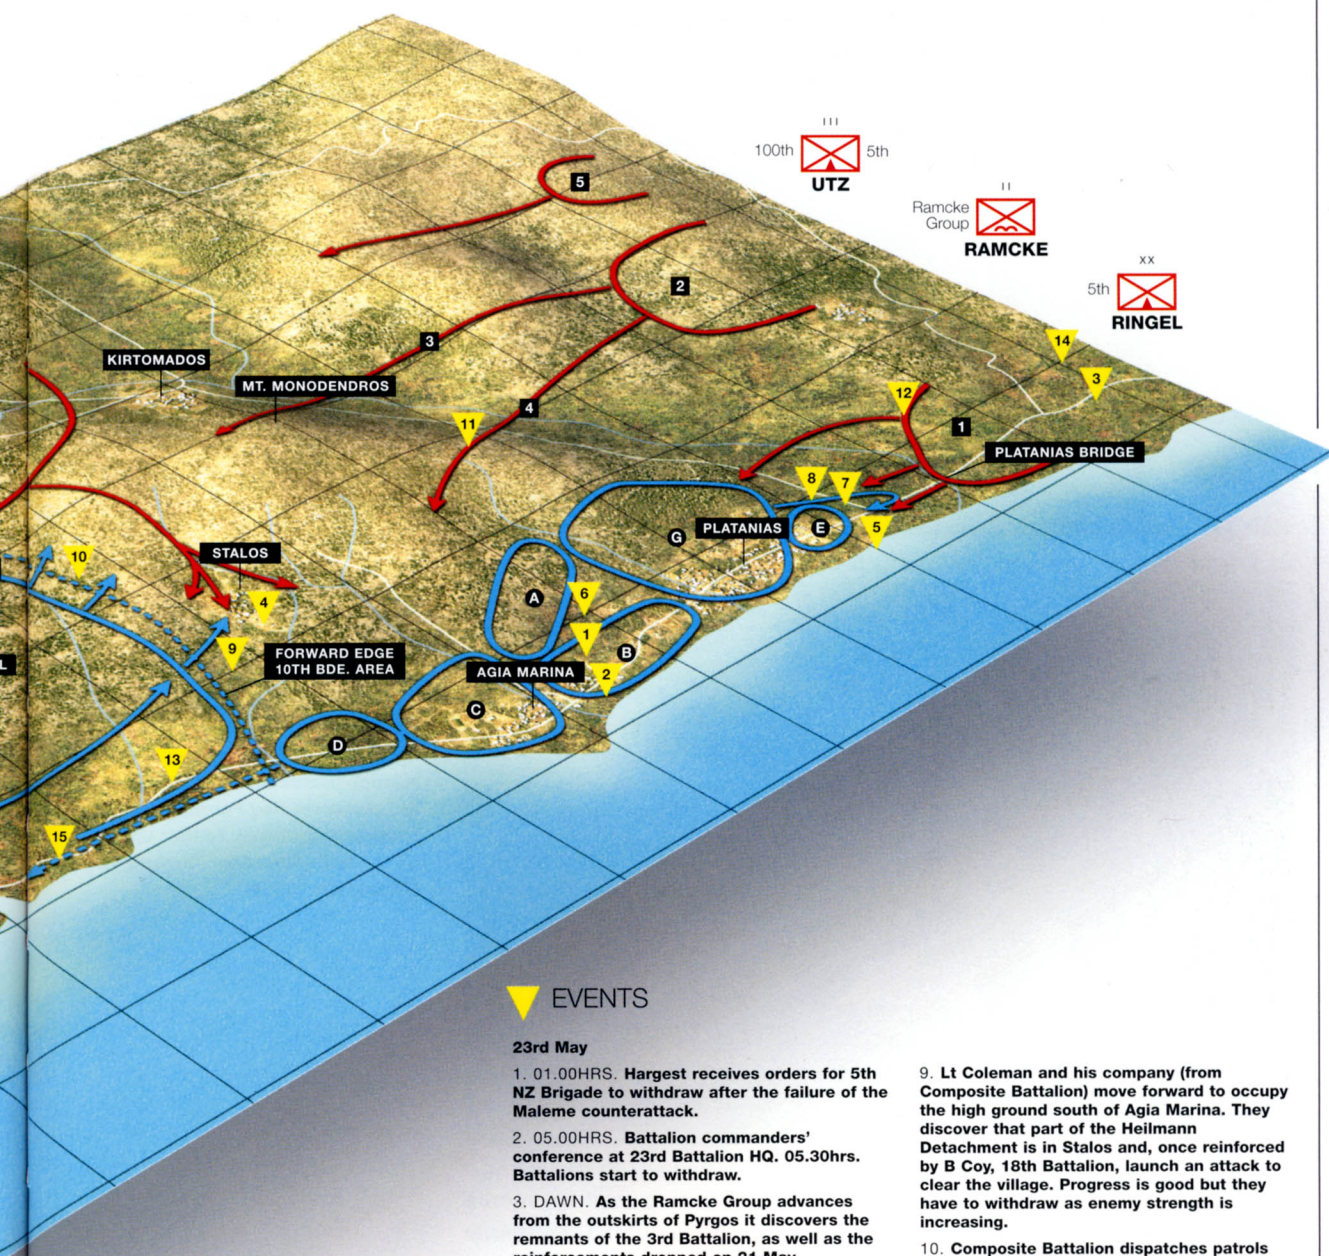 III
100th
5th
UTZ
II
Ramcke
Group
RAMCKE
XX
5th
RINGEL
5
2
3
4
1
14
3
12
11
KIRTOMADOS
MT. MONODENDROS
PLATANIAS BRIDGE
8
7
5
G
PLATANIAS
E
10
STALOS
4
A
6
9
1
B
FORWARD EDGE
10TH BDE. AREA
L
AGIA MARINA
2
C
D
13
15
EVENTS
23rd May
1. 01.00HRS. Hargest receives orders for 5th
NZ Brigade to withdraw after the failure of the
Maleme counterattack.
2. 05.00HRS. Battalion commanders'
conference at 23rd Battalion HQ. 05.30hrs.
Battalions start to withdraw.
3. DAWN. As the Ramcke Group advances
from the outskirts of Pyrgos it discovers the
remnants of the 3rd Battalion, as well as the
reinforcements dropped on 21 May
9. Lt Coleman and his company (from
Composite Battalion) move forward to occupy
the high ground south of Agia Marina. They
discover that part of the Heilmann
Detachment is in Stalos and, once reinforced
by B Coy, 18th Battalion, launch an attack to
clear the village. Progress is good but they
have to withdraw as enemy strength is
increasing.
10. Composite Battalion dispatches patrols